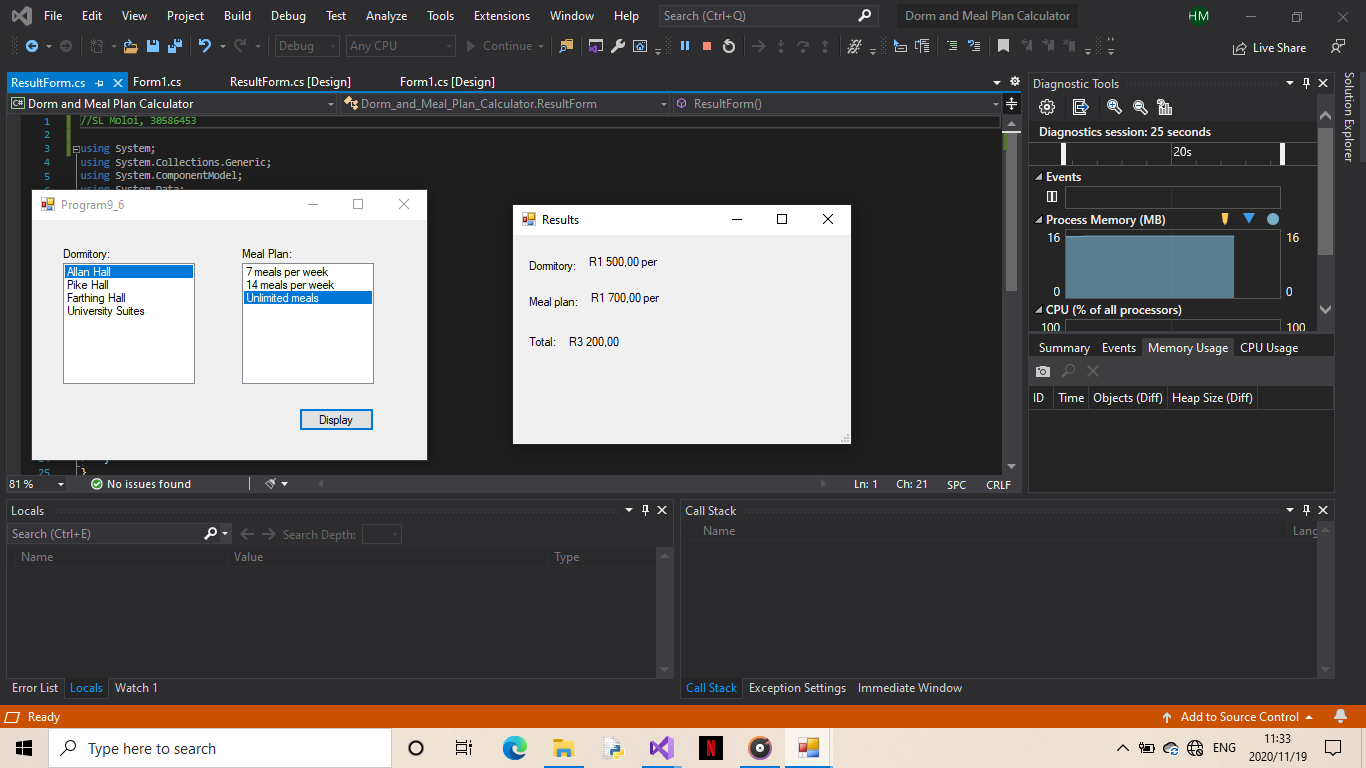 File Edit View Project Build Debug Test Analyze Tools Extensions Window Help Search (Ctrl+Q) Dorm and Meal Plan Calculator HM
Debug Any CPU Continue Live Share
ResultForm.cs Form1.cs ResultForm.cs [Design] Form1.cs [Design]
C# Dorm and Meal Plan Calculator Dorm_and_Meal_Plan_Calculator.ResultForm ResultForm()
1 //SL Moloi, 30586453
2
3 using System;
4 using System.Collections.Generic;
5 using System.ComponentModel;
using System.Data;
25 }
81 % No issues found Ln: 1 Ch: 21 SPC CRLF
Program9_6
Dormitory: Meal Plan:
Allan Hall
Pike Hall
Farthing Hall
University Suites
7 meals per week
14 meals per week
Unlimited meals
Display
Results
Dormitory: R1 500,00 per
Meal plan: R1 700,00 per
Total: R3 200,00
Diagnostic Tools
Diagnostics session: 25 seconds
20s
Events
Process Memory (MB)
16 16
0 0
CPU (% of all processors)
100 100
Summary Events Memory Usage CPU Usage
ID Time Objects (Diff) Heap Size (Diff)
Solution Explorer
Locals
Search (Ctrl+E) Search Depth:
Name Value Type
Error List Locals Watch 1
Call Stack
Name Lang
Call Stack Exception Settings Immediate Window
Ready Add to Source Control
Type here to search
N
ENG
11:33
2020/11/19